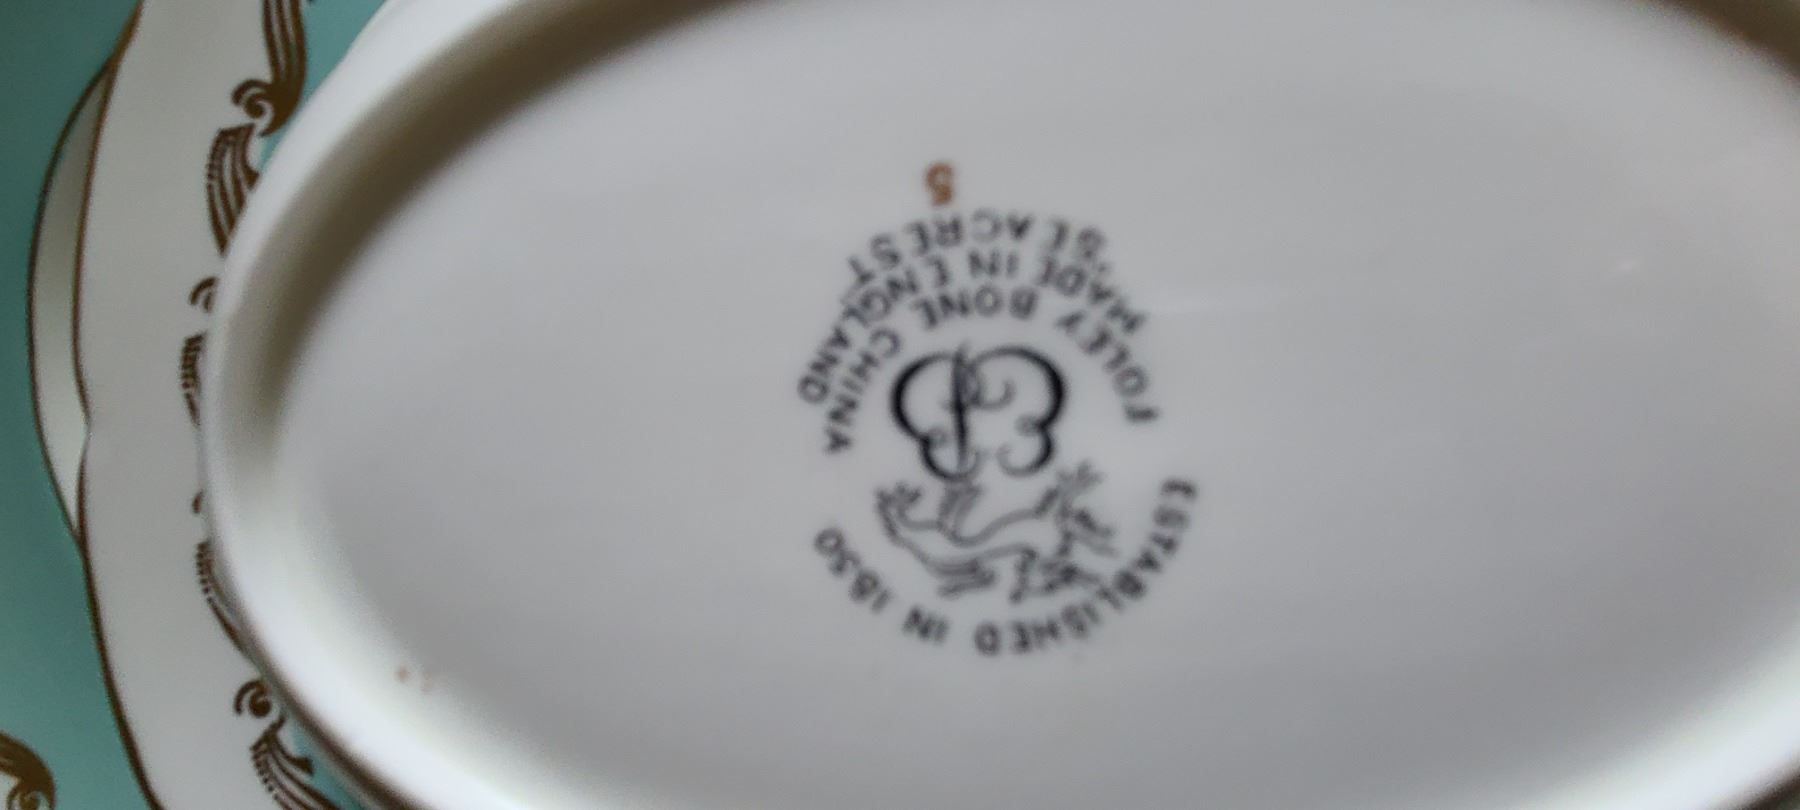 ESTABLISHED IN 1850
B
FOLEY BONE CHINA
MADE IN ENGLAND
"SEACREST"
5